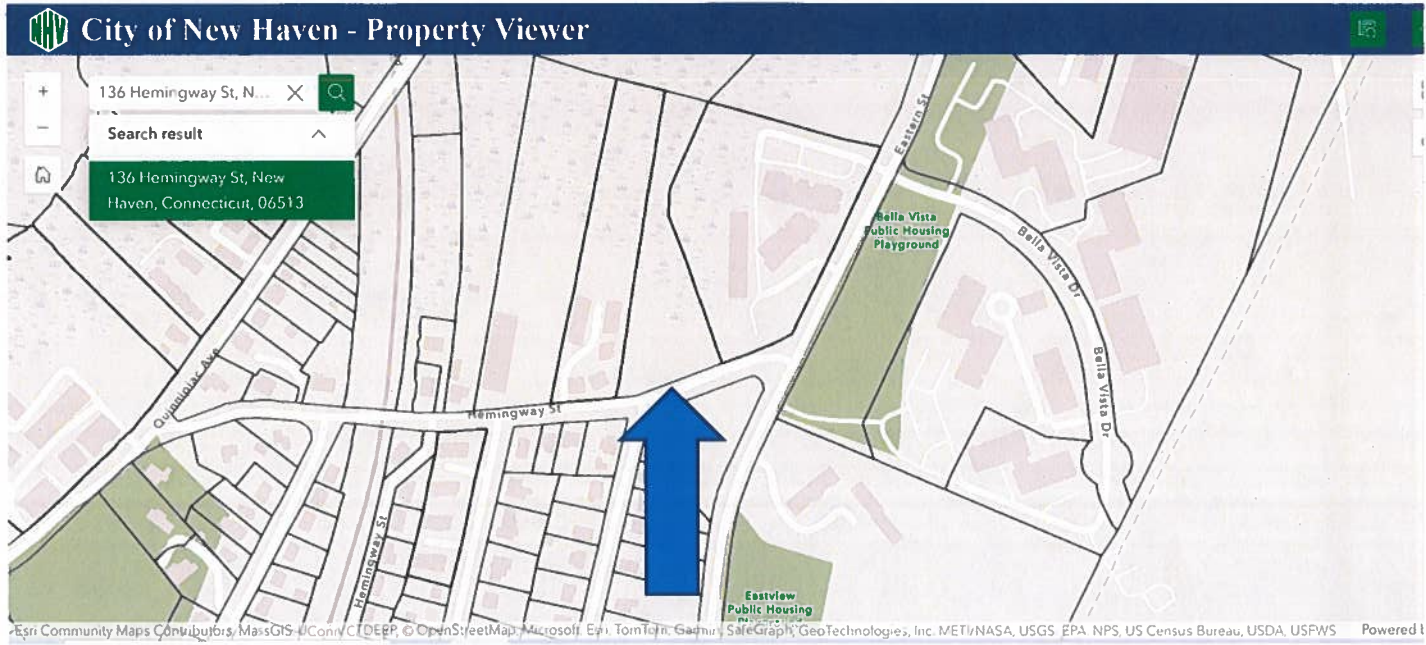 NHV City of New Haven - Property Viewer
+
136 Hemingway St, N...
Search result
−
136 Hemingway St, New
Haven, Connecticut, 06513
Eastern St
Bella Vista
Public Housing
Playground
Bella Vista Dr
Bella Vista Dr
Quinnipiac Ave
Hemingway St
Hemingway St
Eastview
Public Housing
Esri Community Maps Contributors, MassGIS, UConn/CTDEEP, © OpenStreetMap, Microsoft, Esri, TomTom, Garmin, SafeGraph, GeoTechnologies, Inc, METI/NASA, USGS, EPA, NPS, US Census Bureau, USDA, USFWS Powered